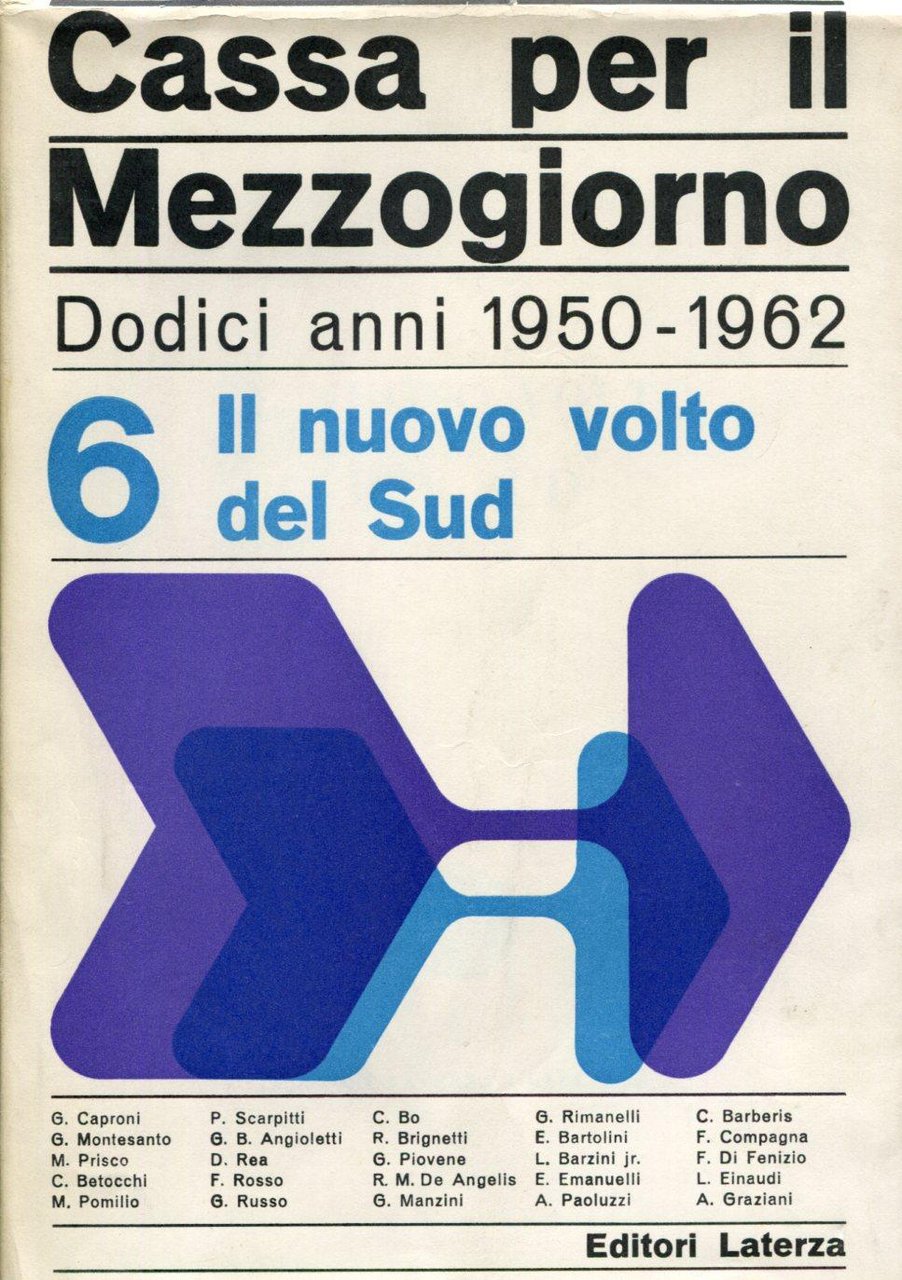 Cassa per il
Mezzogiorno
Dodici anni 1950-1962
6 Il nuovo volto
del Sud
G. Caproni
G. Montesanto
M. Prisco
C. Betocchi
M. Pomilio
P. Scarpitti
G. B. Angioletti
D. Rea
F. Rosso
G. Russo
C. Bo
R. Brignetti
G. Piovene
R. M. De Angelis
G. Manzini
G. Rimanelli
E. Bartolini
L. Barzini jr.
E. Emanuelli
A. Paoluzzi
C. Barberis
F. Compagna
F. Di Fenizio
L. Einaudi
A. Graziani
Editori Laterza